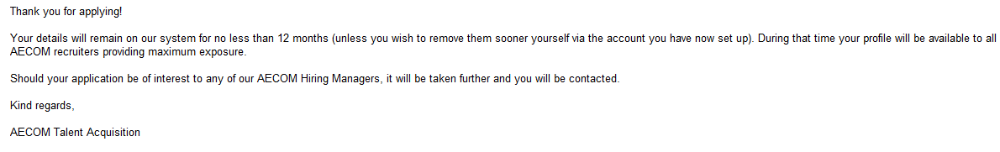 Thank you for applying!
Your details will remain on our system for no less than 12 months (unless you wish to remove them sooner yourself via the account you have now set up). During that time your profile will be available to all
AECOM recruiters providing maximum exposure.
Should your application be of interest to any of our AECOM Hiring Managers, it will be taken further and you will be contacted.
Kind regards,
AECOM Talent Acquisition